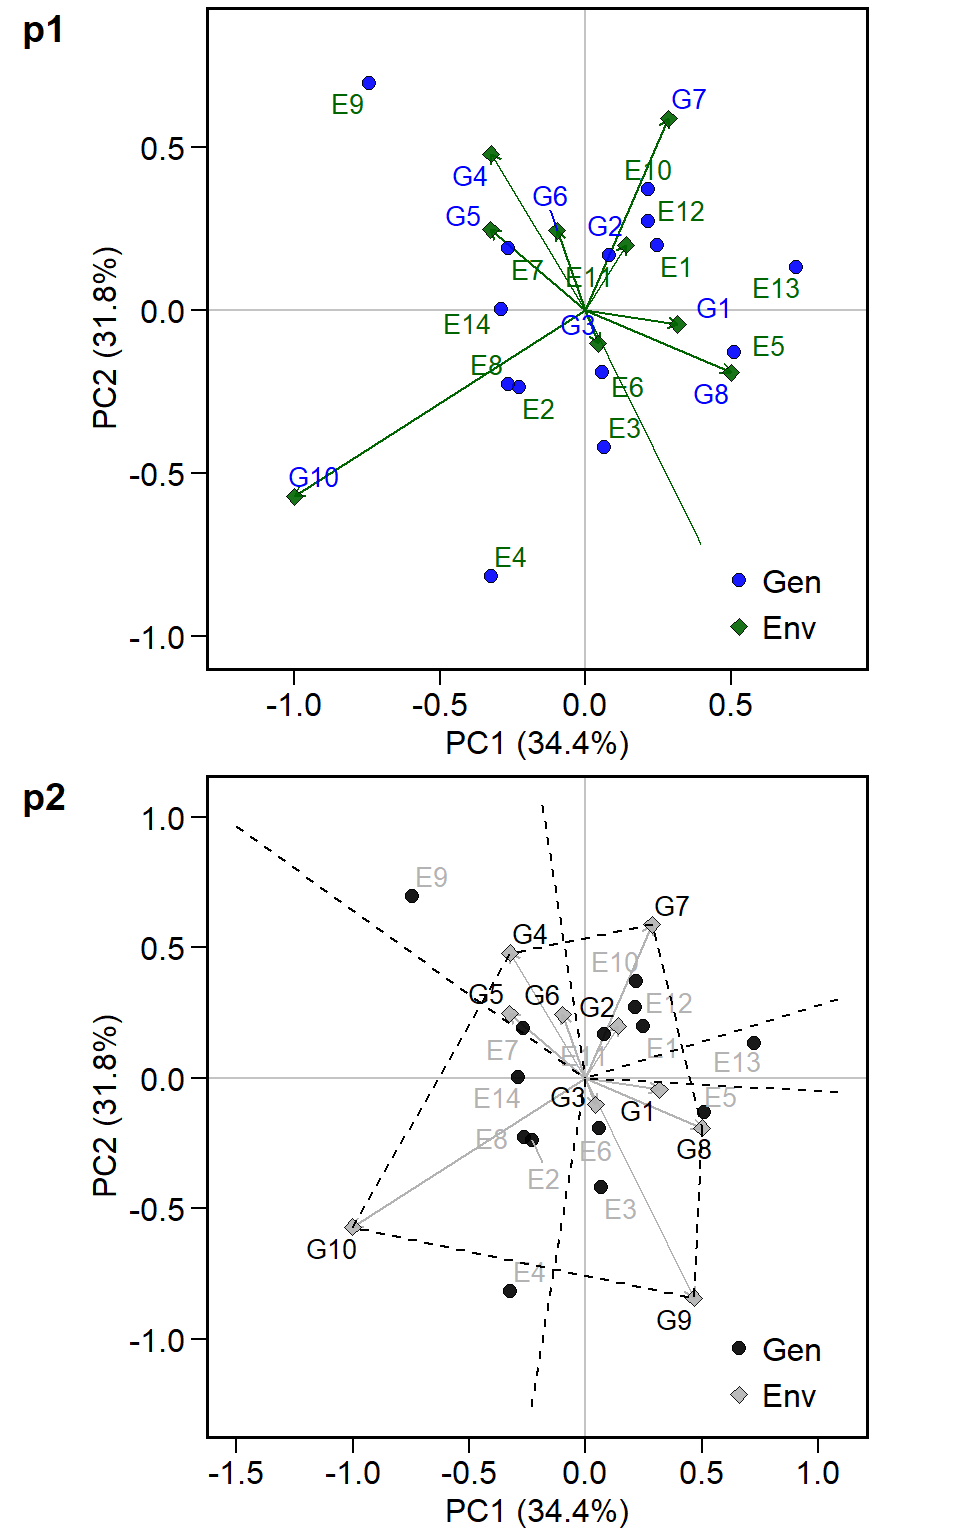 p1
E9
G7
G4
E10
G6
G5
G2
E12
E7
E11
E1
E13
E14
G3
G1
E5
E8
E6
G8
E2
E3
G10
E4
Gen
Env
0.5
0.0
-0.5
-1.0
PC2 (31.8%)
-1.0 -0.5 0.0 0.5
PC1 (34.4%)
p2
1.0
0.5
0.0
-0.5
-1.0
PC2 (31.8%)
E9
G7
G4
E10
G5 G6 G2 E12
E7 E11 E1 E13
E14 G3 G1 E5
E8 E6 G8
E2 E3
G10
E4
G9
Gen
Env
-1.5 -1.0 -0.5 0.0 0.5 1.0
PC1 (34.4%)